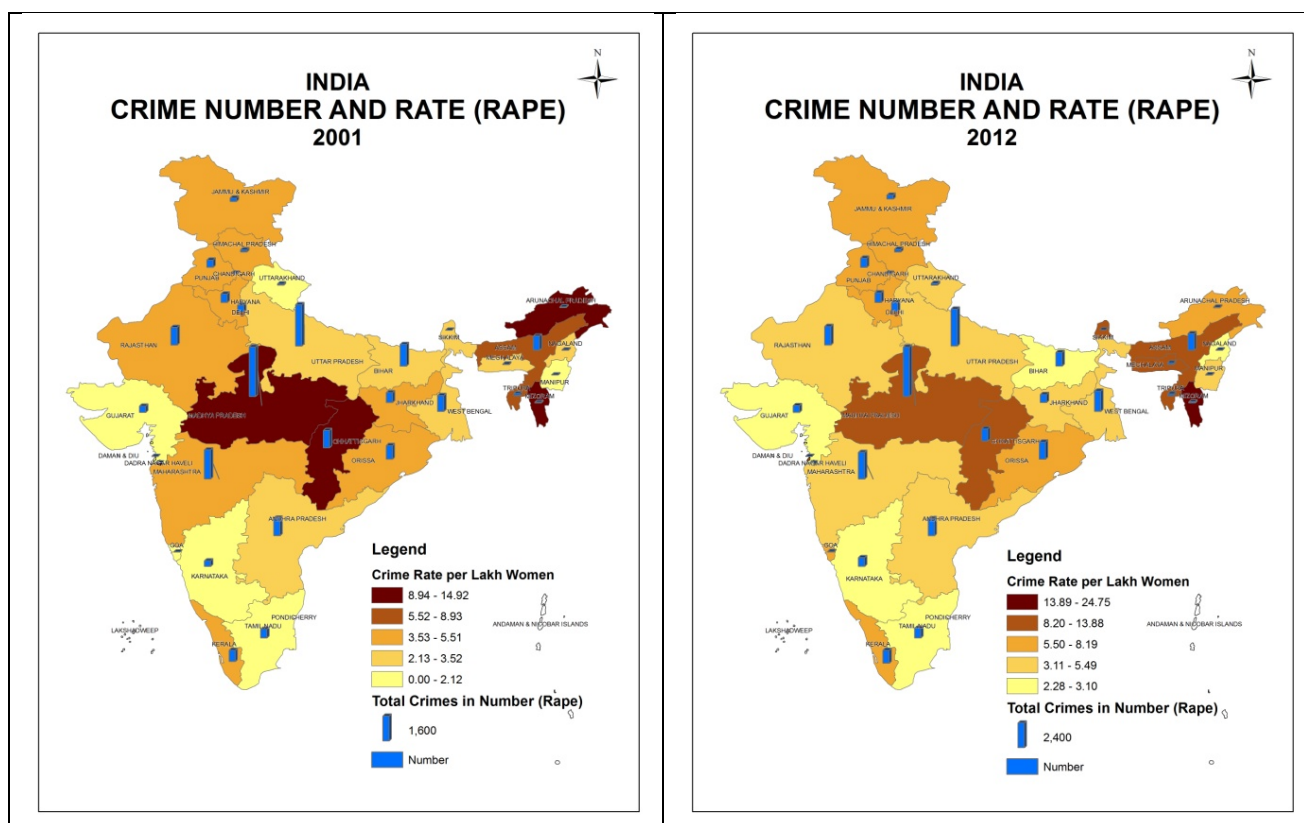 N
INDIA
CRIME NUMBER AND RATE (RAPE)
2001
JAMMU & KASHMIR
HIMACHAL PRADESH
PUNJAB
CHANDIGARH
UTTARAKHAND
HARYANA
DELHI
ARUNACHAL PRADESH
RAJASTHAN
UTTAR PRADESH
SIKKIM
ASSAM
NAGALAND
MEGHALAYA
BIHAR
MANIPUR
TRIPURA
MIZORAM
GUJARAT
MADHYA PRADESH
JHARKHAND
WEST BENGAL
CHHATTISGARH
DAMAN & DIU
DADRA NAGAR HAVELI
MAHARASHTRA
ORISSA
ANDHRA PRADESH
GOA
KARNATAKA
PONDICHERRY
TAMIL NADU
LAKSHADWEEP
KERALA
ANDAMAN & NICOBAR ISLANDS
Legend
Crime Rate per Lakh Women
8.94 - 14.92
5.52 - 8.93
3.53 - 5.51
2.13 - 3.52
0.00 - 2.12
Total Crimes in Number (Rape)
1,600
Number
N
INDIA
CRIME NUMBER AND RATE (RAPE)
2012
JAMMU & KASHMIR
HIMACHAL PRADESH
PUNJAB
CHANDIGARH
UTTARAKHAND
HARYANA
DELHI
ARUNACHAL PRADESH
RAJASTHAN
UTTAR PRADESH
SIKKIM
ASSAM
NAGALAND
MEGHALAYA
BIHAR
MANIPUR
TRIPURA
MIZORAM
GUJARAT
MADHYA PRADESH
JHARKHAND
WEST BENGAL
CHHATTISGARH
DAMAN & DIU
DADRA NAGAR HAVELI
MAHARASHTRA
ORISSA
ANDHRA PRADESH
GOA
KARNATAKA
PONDICHERRY
TAMIL NADU
LAKSHADWEEP
KERALA
ANDAMAN & NICOBAR ISLANDS
Legend
Crime Rate per Lakh Women
13.89 - 24.75
8.20 - 13.88
5.50 - 8.19
3.11 - 5.49
2.28 - 3.10
Total Crimes in Number (Rape)
2,400
Number